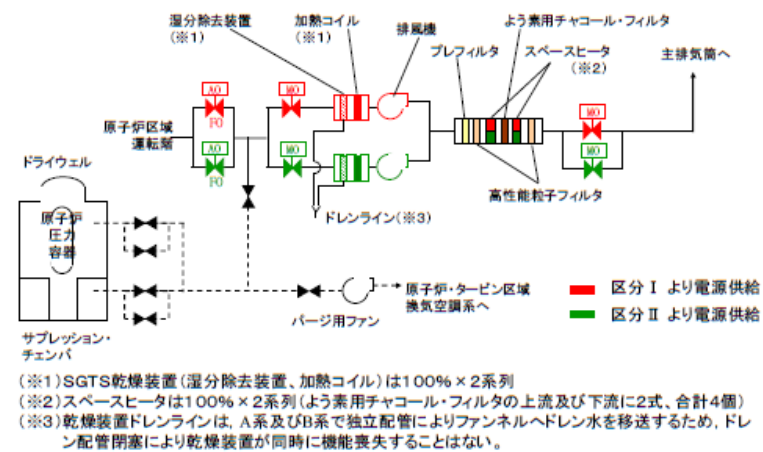 湿分除去装置
(※1)
加熱コイル
(※1)
排風機
よう素用チャコール・フィルタ
プレフィルタ
スペースヒータ
(※2)
主排気筒へ
AO
FO
MO
MO
原子炉区域
運転階
AO
FO
MO
MO
高性能粒子フィルタ
ドレンライン(※3)
ドライウェル
原子炉
圧力
容器
原子炉・タービン区域
換気空調系へ
パージ用ファン
サプレッション・
チェンバ
区分Ⅰ より電源供給
区分Ⅱ より電源供給
(※1)SGTS乾燥装置(湿分除去装置、加熱コイル)は100%×2系列
(※2)スペースヒータは100%×2系列(よう素用チャコール・フィルタの上流及び下流に2式、合計4個)
(※3)乾燥装置ドレンラインは, A系及びB系で独立配管によりファンネルへドレン水を移送するため, ドレ
ン配管閉塞により乾燥装置が同時に機能喪失することはない。